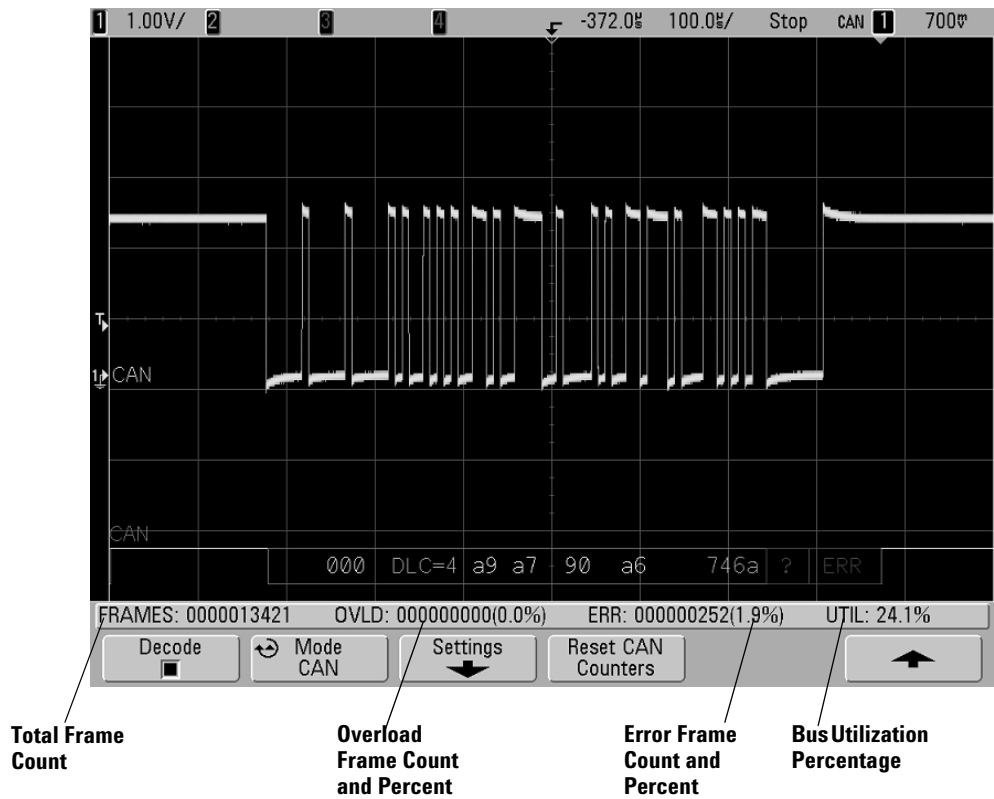 1 1.00V/ 2 3 4 -372.0µs 100.0µs/ Stop CAN 1 700mV
T
1 CAN
CAN
000 DLC=4 a9 a7 90 a6 746a ? ERR
FRAMES: 0000013421 OVLD: 000000000(0.0%) ERR: 000000252(1.9%) UTIL: 24.1%
Decode
Mode
CAN
Settings
Reset CAN
Counters
Total Frame
Count
Overload
Frame Count
and Percent
Error Frame
Count and
Percent
Bus Utilization
Percentage